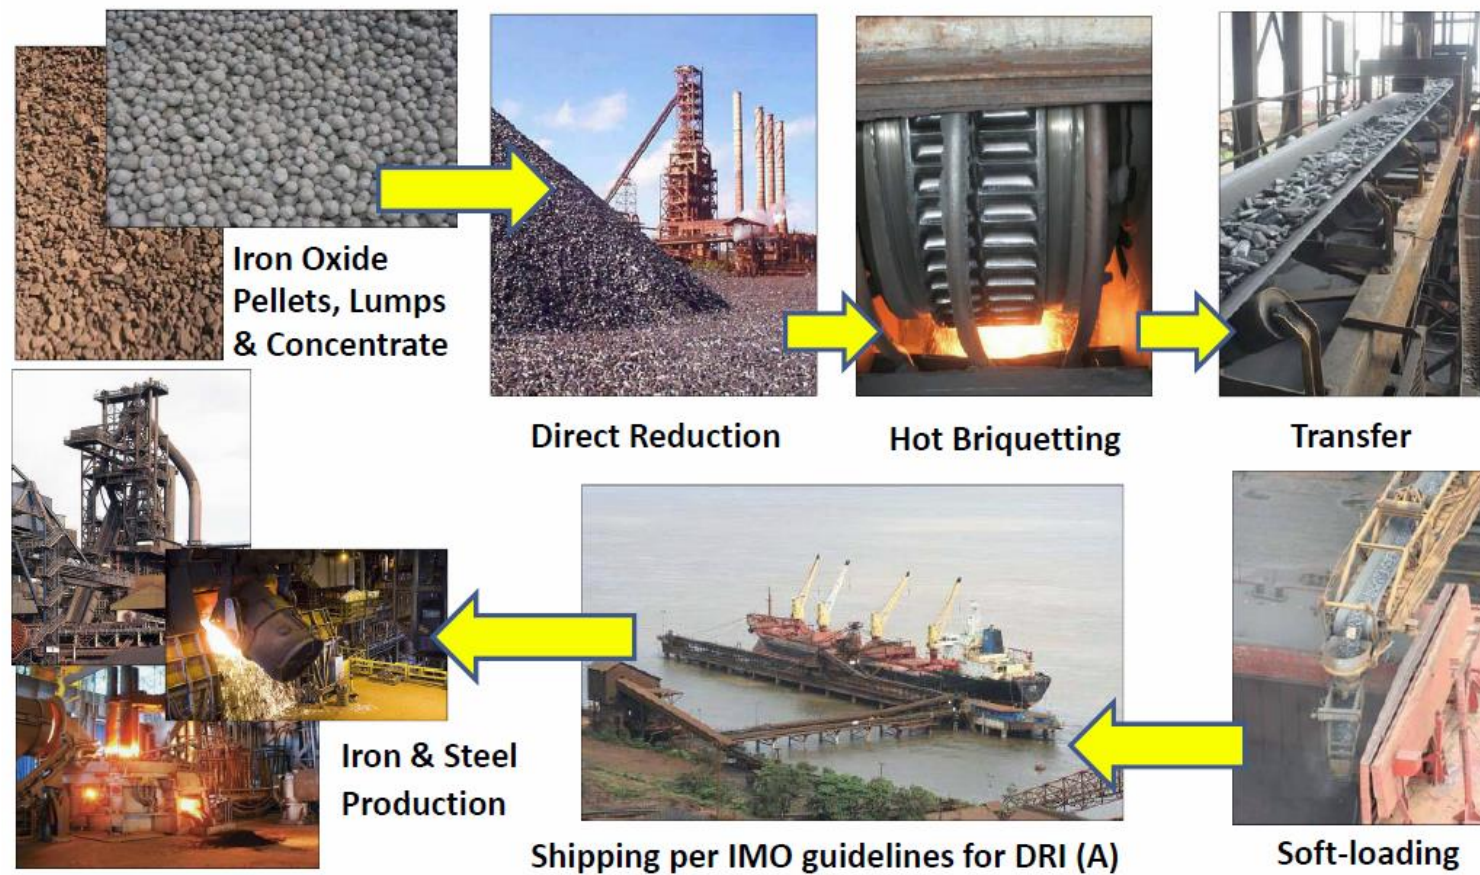 Iron Oxide
Pellets, Lumps
& Concentrate
Direct Reduction
Hot Briquetting
Transfer
Iron & Steel
Production
Shipping per IMO guidelines for DRI (A)
Soft-loading